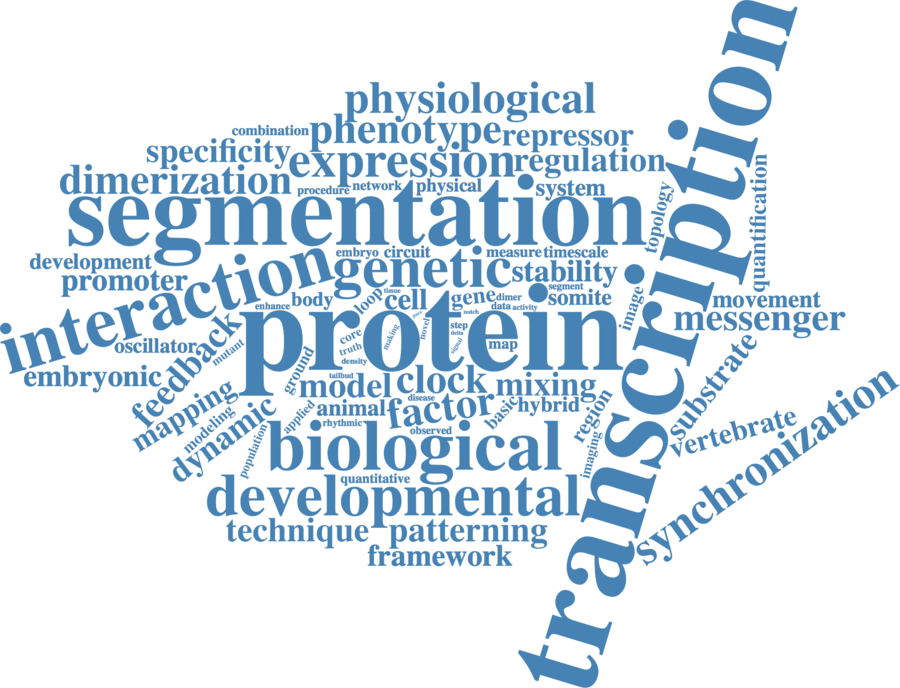 transcription
physiological
combination
phenotype
repressor
specificity
expression
regulation
dimerization
procedure
network
physical
system
segmentation
topology
quantification
embryo
circuit
measure
timescale
development
genetic
stability
promoter
interaction
segment
enhance
body
loop
tissue
cell
gene
dimer
somite
image
movement
data
activity
notch
pace
protein
messenger
oscillator
feedback
mutant
core
making
novel
step
delta
signal
map
truth
density
embryonic
ground
tailbud
model
clock
mixing
substrate
mapping
disease
modeling
dynamic
applied
animal
factor
basic
hybrid
region
rhythmic
observed
vertebrate
population
biological
imaging
synchronization
quantitative
developmental
technique
patterning
framework